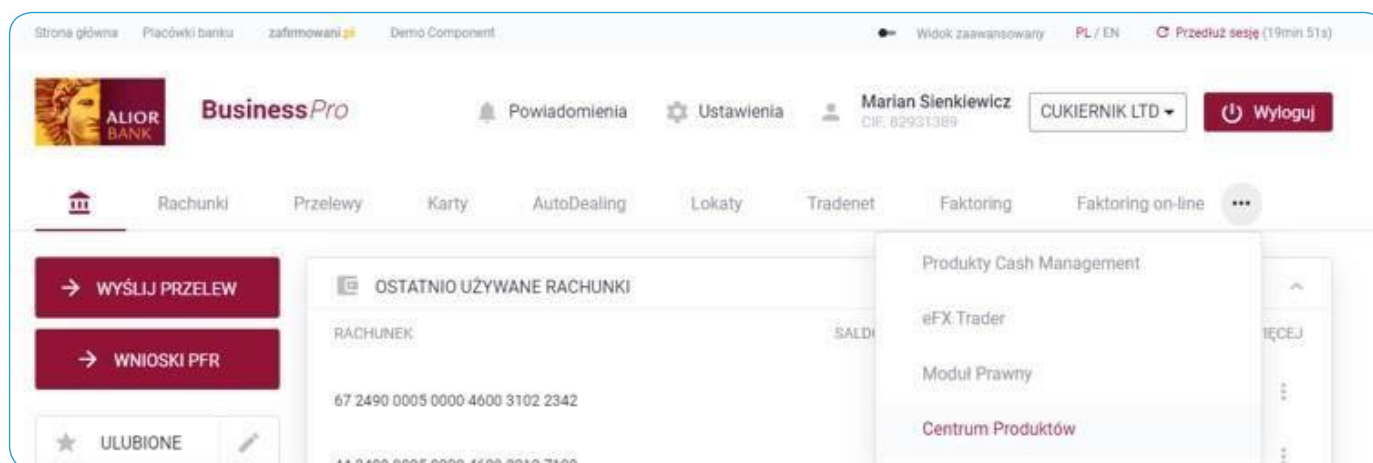 Strona główna Placówki banku zafirmowani.pl Demo Component Widok zaawansowany PL / EN Przedłuż sesję (19min 51s)
ALIOR BANK BusinessPro Powiadomienia Ustawienia Marian Sienkiewicz CIF: 82931389 CUKIERNIK LTD Wyloguj
Rachunki Przelewy Karty AutoDealing Lokaty Tradenet Faktoring Faktoring on-line
WYŚLIJ PRZELEW
WNIOSKI PFR
ULUBIONE
OSTATNIO UŻYWANE RACHUNKI
RACHUNEK
67 2490 0005 0000 4600 3102 2342
Produkty Cash Management
eFX Trader
Moduł Prawny
Centrum Produktów